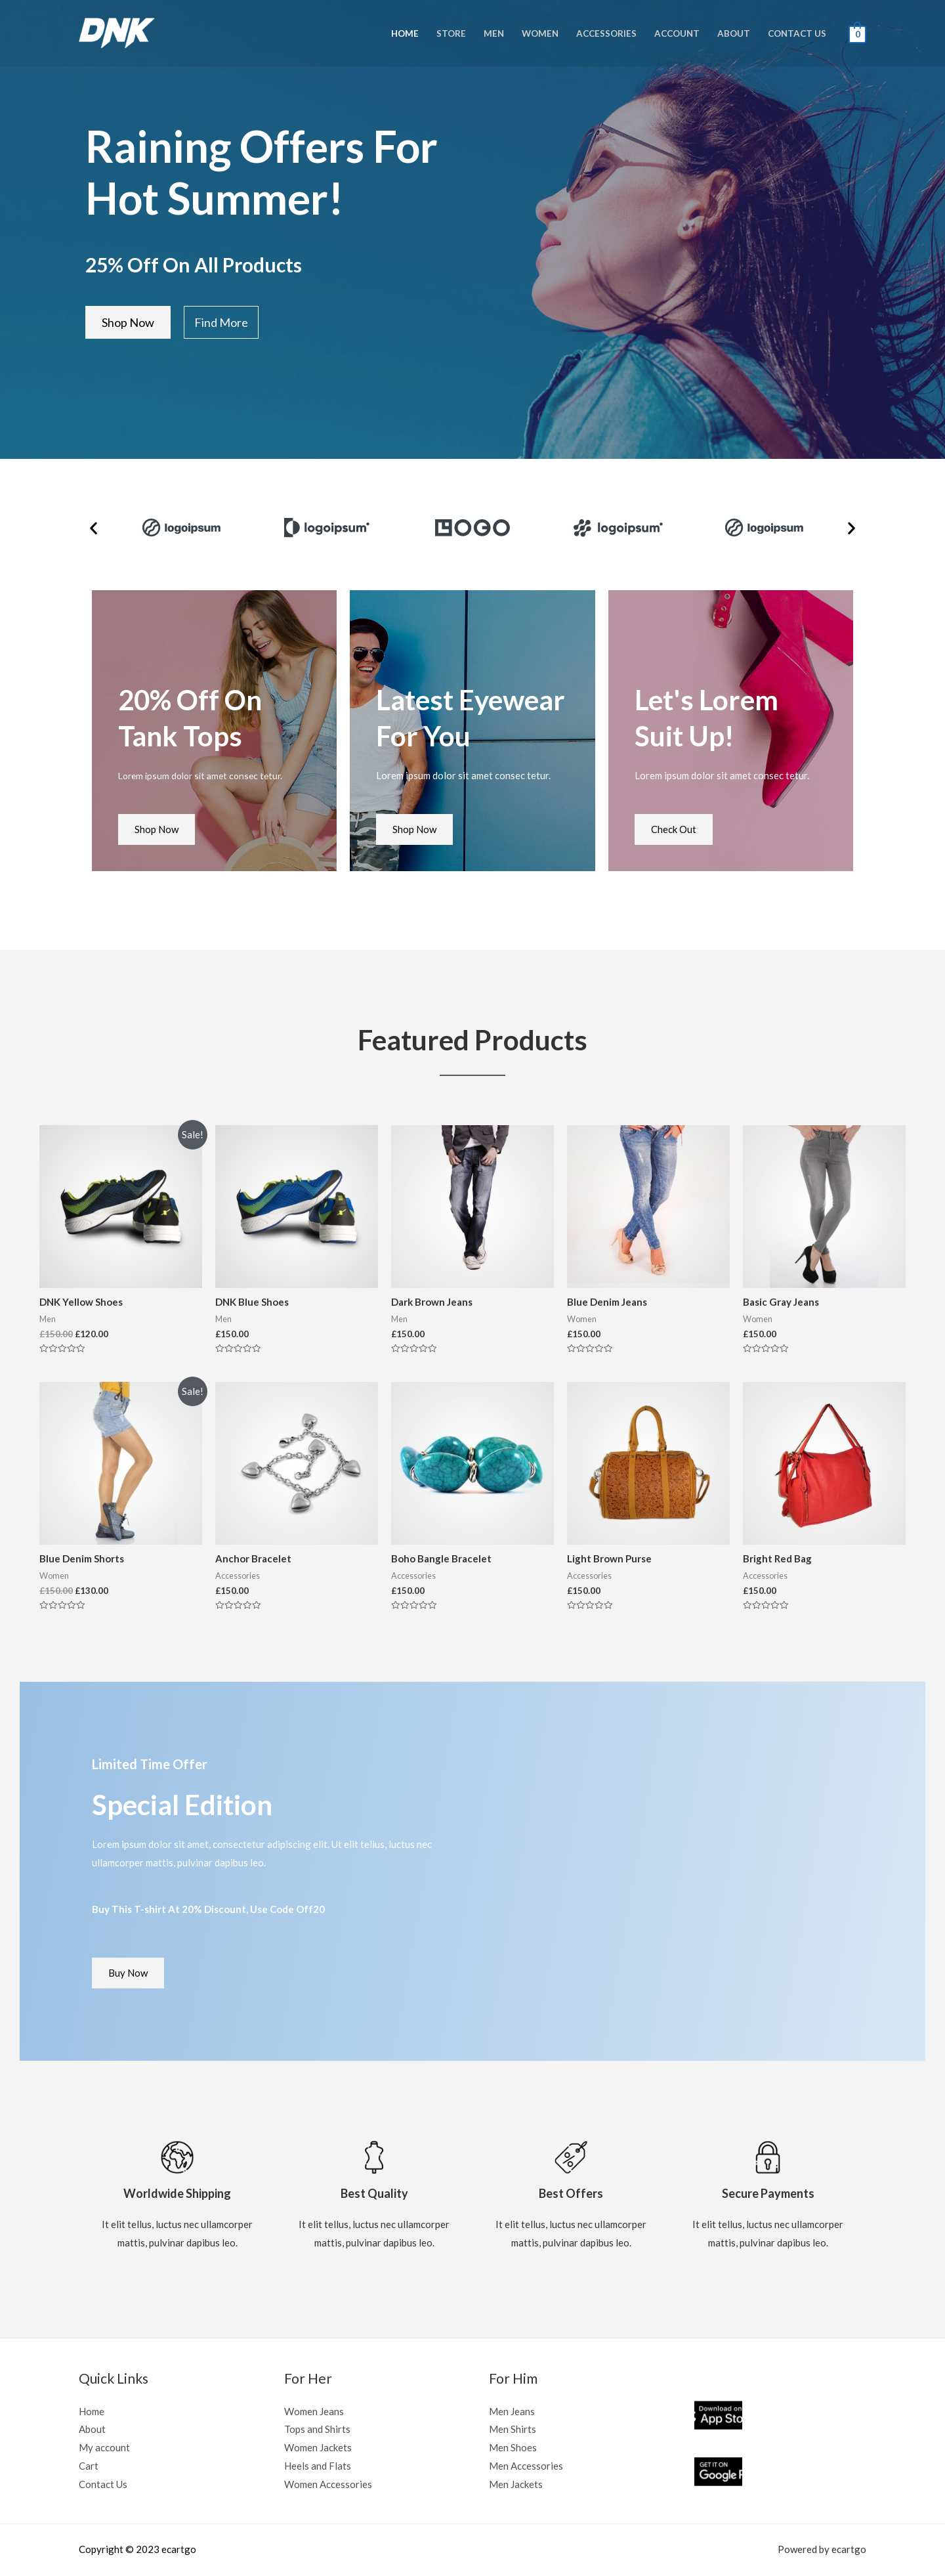 DNK
HOME STORE MEN WOMEN ACCESSORIES ACCOUNT ABOUT CONTACT US 0
Raining Offers For
Hot Summer!
25% Off On All Products
Shop Now Find More
logoipsum logoipsum LOGO logoipsum logoipsum
20% Off On
Tank Tops
Lorem ipsum dolor sit amet consec tetur.
Shop Now
Latest Eyewear
For You
Lorem ipsum dolor sit amet consec tetur.
Shop Now
Let's Lorem
Suit Up!
Lorem ipsum dolor sit amet consec tetur.
Check Out
Featured Products
Sale!
DNK Yellow Shoes
Men
£150.00 £120.00
DNK Blue Shoes
Men
£150.00
Dark Brown Jeans
Men
£150.00
Blue Denim Jeans
Women
£150.00
Basic Gray Jeans
Women
£150.00
Sale!
Blue Denim Shorts
Women
£150.00 £130.00
Anchor Bracelet
Accessories
£150.00
Boho Bangle Bracelet
Accessories
£150.00
Light Brown Purse
Accessories
£150.00
Bright Red Bag
Accessories
£150.00
Limited Time Offer
Special Edition
Lorem ipsum dolor sit amet, consectetur adipiscing elit. Ut elit tellus, luctus nec
ullamcorper mattis, pulvinar dapibus leo.
Buy This T-shirt At 20% Discount, Use Code Off20
Buy Now
Worldwide Shipping
It elit tellus, luctus nec ullamcorper
mattis, pulvinar dapibus leo.
Best Quality
It elit tellus, luctus nec ullamcorper
mattis, pulvinar dapibus leo.
Best Offers
It elit tellus, luctus nec ullamcorper
mattis, pulvinar dapibus leo.
Secure Payments
It elit tellus, luctus nec ullamcorper
mattis, pulvinar dapibus leo.
Quick Links
Home
About
My account
Cart
Contact Us
For Her
Women Jeans
Tops and Shirts
Women Jackets
Heels and Flats
Women Accessories
For Him
Men Jeans
Men Shirts
Men Shoes
Men Accessories
Men Jackets
Download on
App Sto
GET IT ON
Google P
Copyright © 2023 ecartgo
Powered by ecartgo